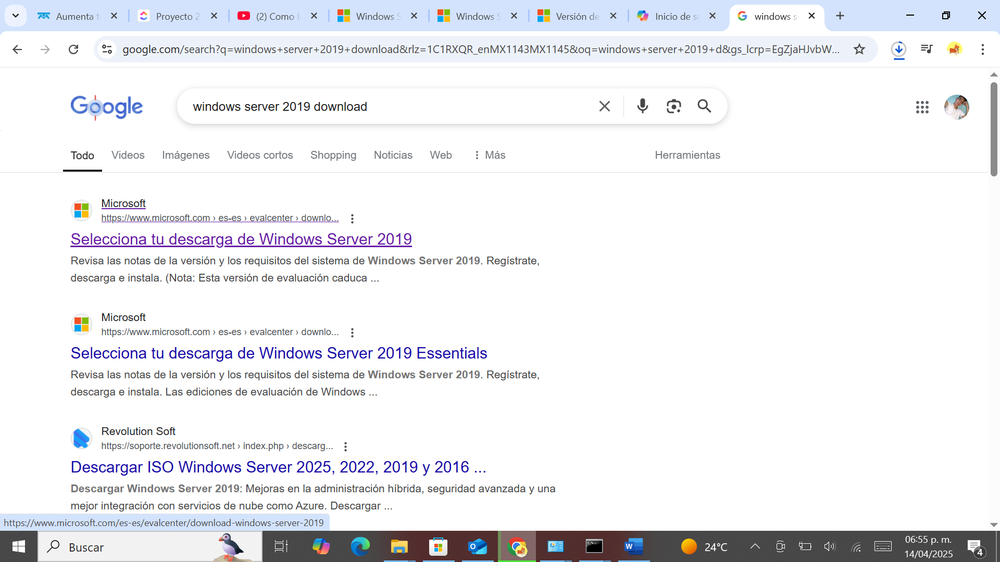 Aumenta t
Proyecto 2
(2) Como I
Windows S
Windows S
Versión de
Inicio de se
windows se
google.com/search?q=windows+server+2019+download&rlz=1C1RXQR_enMX1143MX1145&oq=windows+server+2019+d&gs_lcrp=EgZjaHJvbW...
Google
windows server 2019 download
Todo
Videos
Imágenes
Videos cortos
Shopping
Noticias
Web
Más
Herramientas
Microsoft
https://www.microsoft.com › es-es › evalcenter › downlo...
Selecciona tu descarga de Windows Server 2019
Revisa las notas de la versión y los requisitos del sistema de Windows Server 2019. Regístrate,
descarga e instala. (Nota: Esta versión de evaluación caduca ...
Microsoft
https://www.microsoft.com › es-es › evalcenter › downlo...
Selecciona tu descarga de Windows Server 2019 Essentials
Revisa las notas de la versión y los requisitos del sistema de Windows Server 2019. Regístrate,
descarga e instala. Las ediciones de evaluación de Windows ...
Revolution Soft
https://soporte.revolutionsoft.net › index.php › descarg...
Descargar ISO Windows Server 2025, 2022, 2019 y 2016 ...
Descargar Windows Server 2019: Mejoras en la administración híbrida, seguridad avanzada y una
mejor integración con servicios de nube como Azure. Descargar ...
https://www.microsoft.com/es-es/evalcenter/download-windows-server-2019
Buscar
24°C
06:55 p. m.
14/04/2025
4